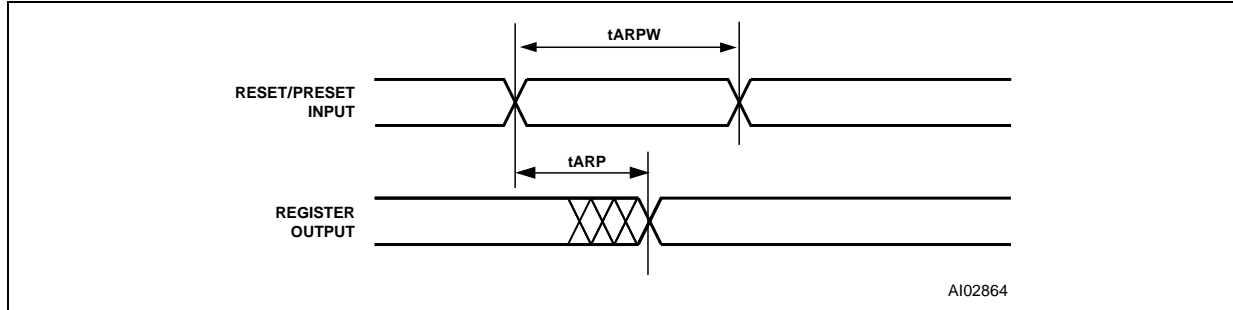 tARPW
RESET/PRESET
INPUT
tARP
REGISTER
OUTPUT
AI02864